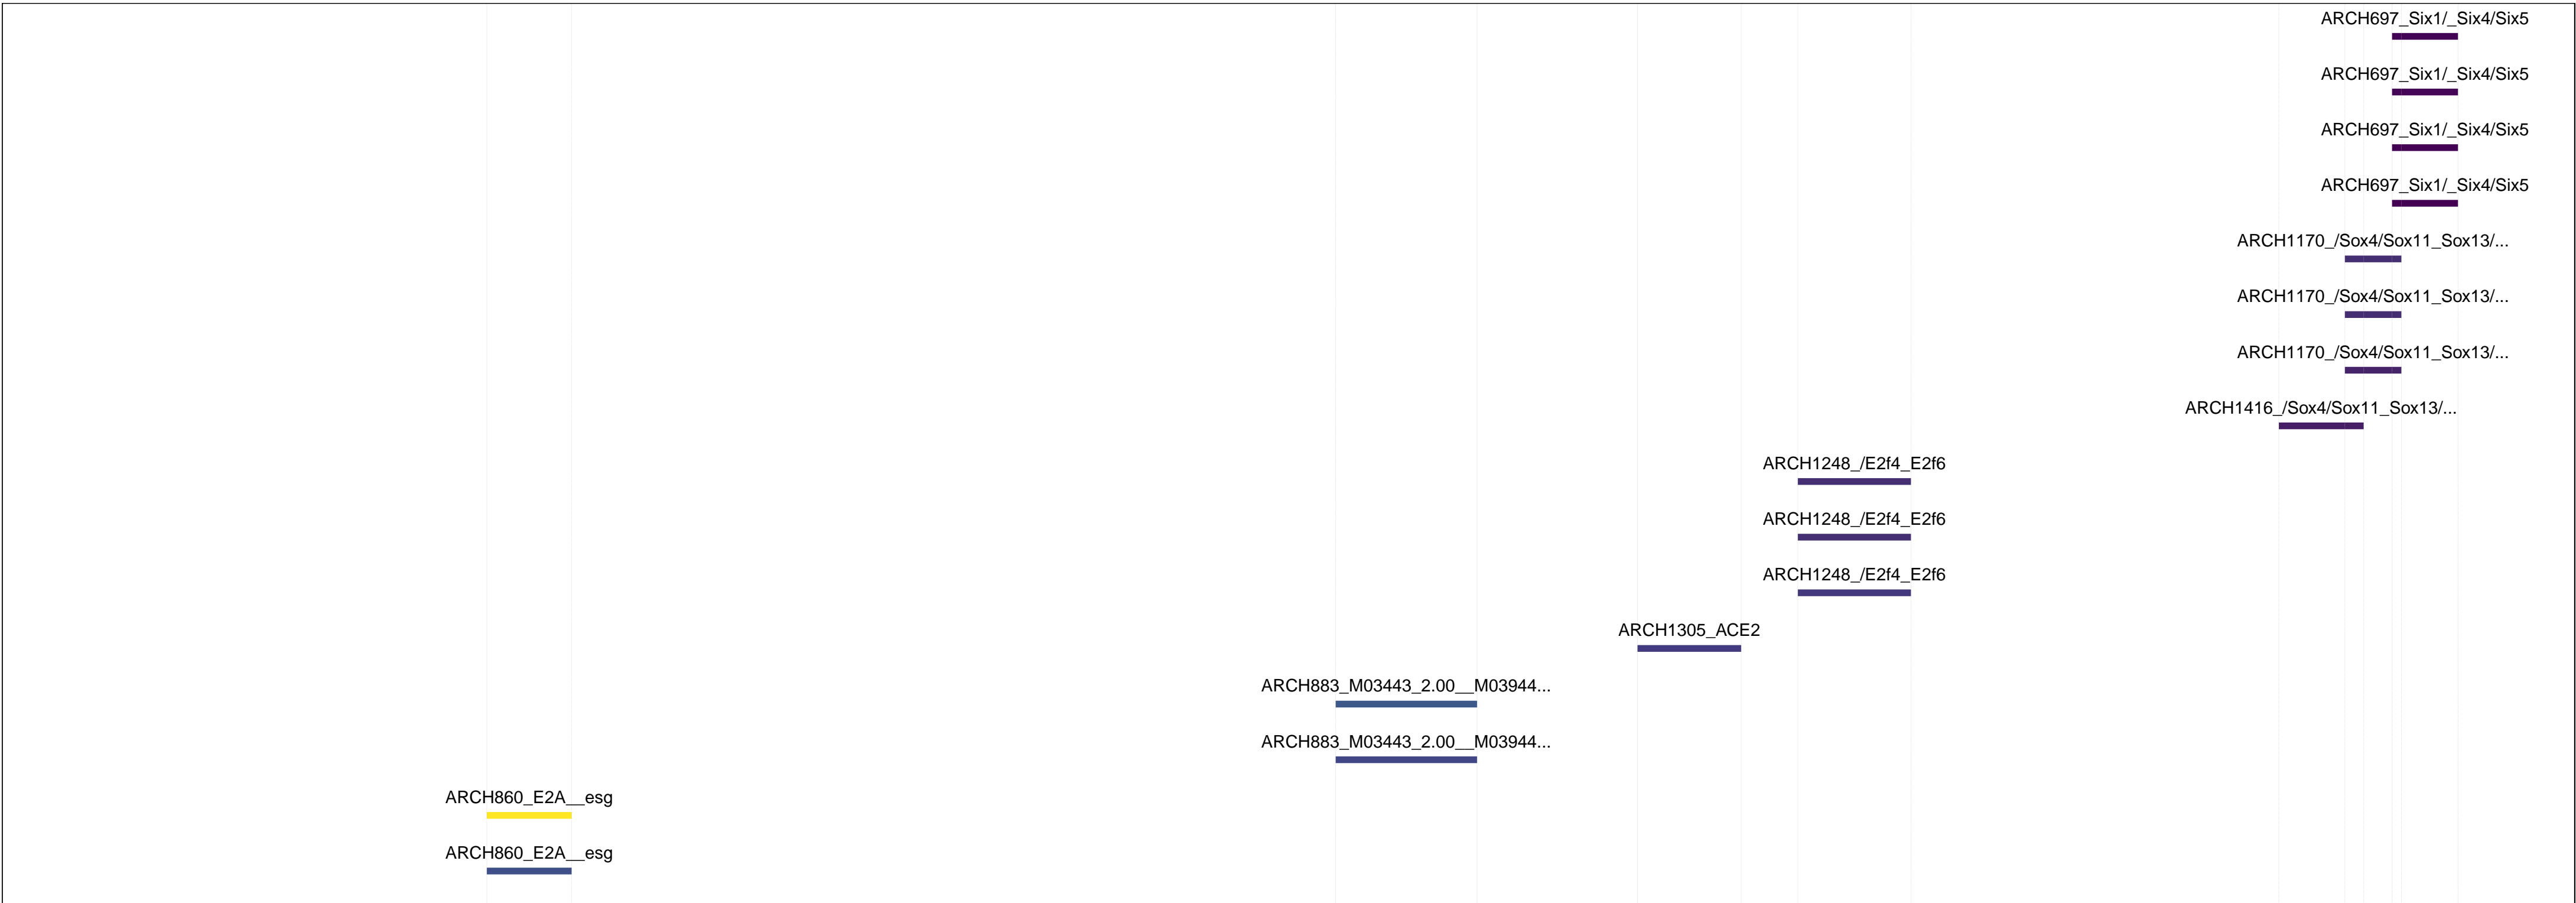 ARCH697_Six1/_Six4/Six5
ARCH697_Six1/_Six4/Six5
ARCH697_Six1/_Six4/Six5
ARCH697_Six1/_Six4/Six5
ARCH1170_/Sox4/Sox11_Sox13/...
ARCH1170_/Sox4/Sox11_Sox13/...
ARCH1170_/Sox4/Sox11_Sox13/...
ARCH1416_/Sox4/Sox11_Sox13/...
ARCH1248_/E2f4_E2f6
ARCH1248_/E2f4_E2f6
ARCH1248_/E2f4_E2f6
ARCH1305_ACE2
ARCH883_M03443_2.00__M03944...
ARCH883_M03443_2.00__M03944...
ARCH860_E2A__esg
ARCH860_E2A__esg